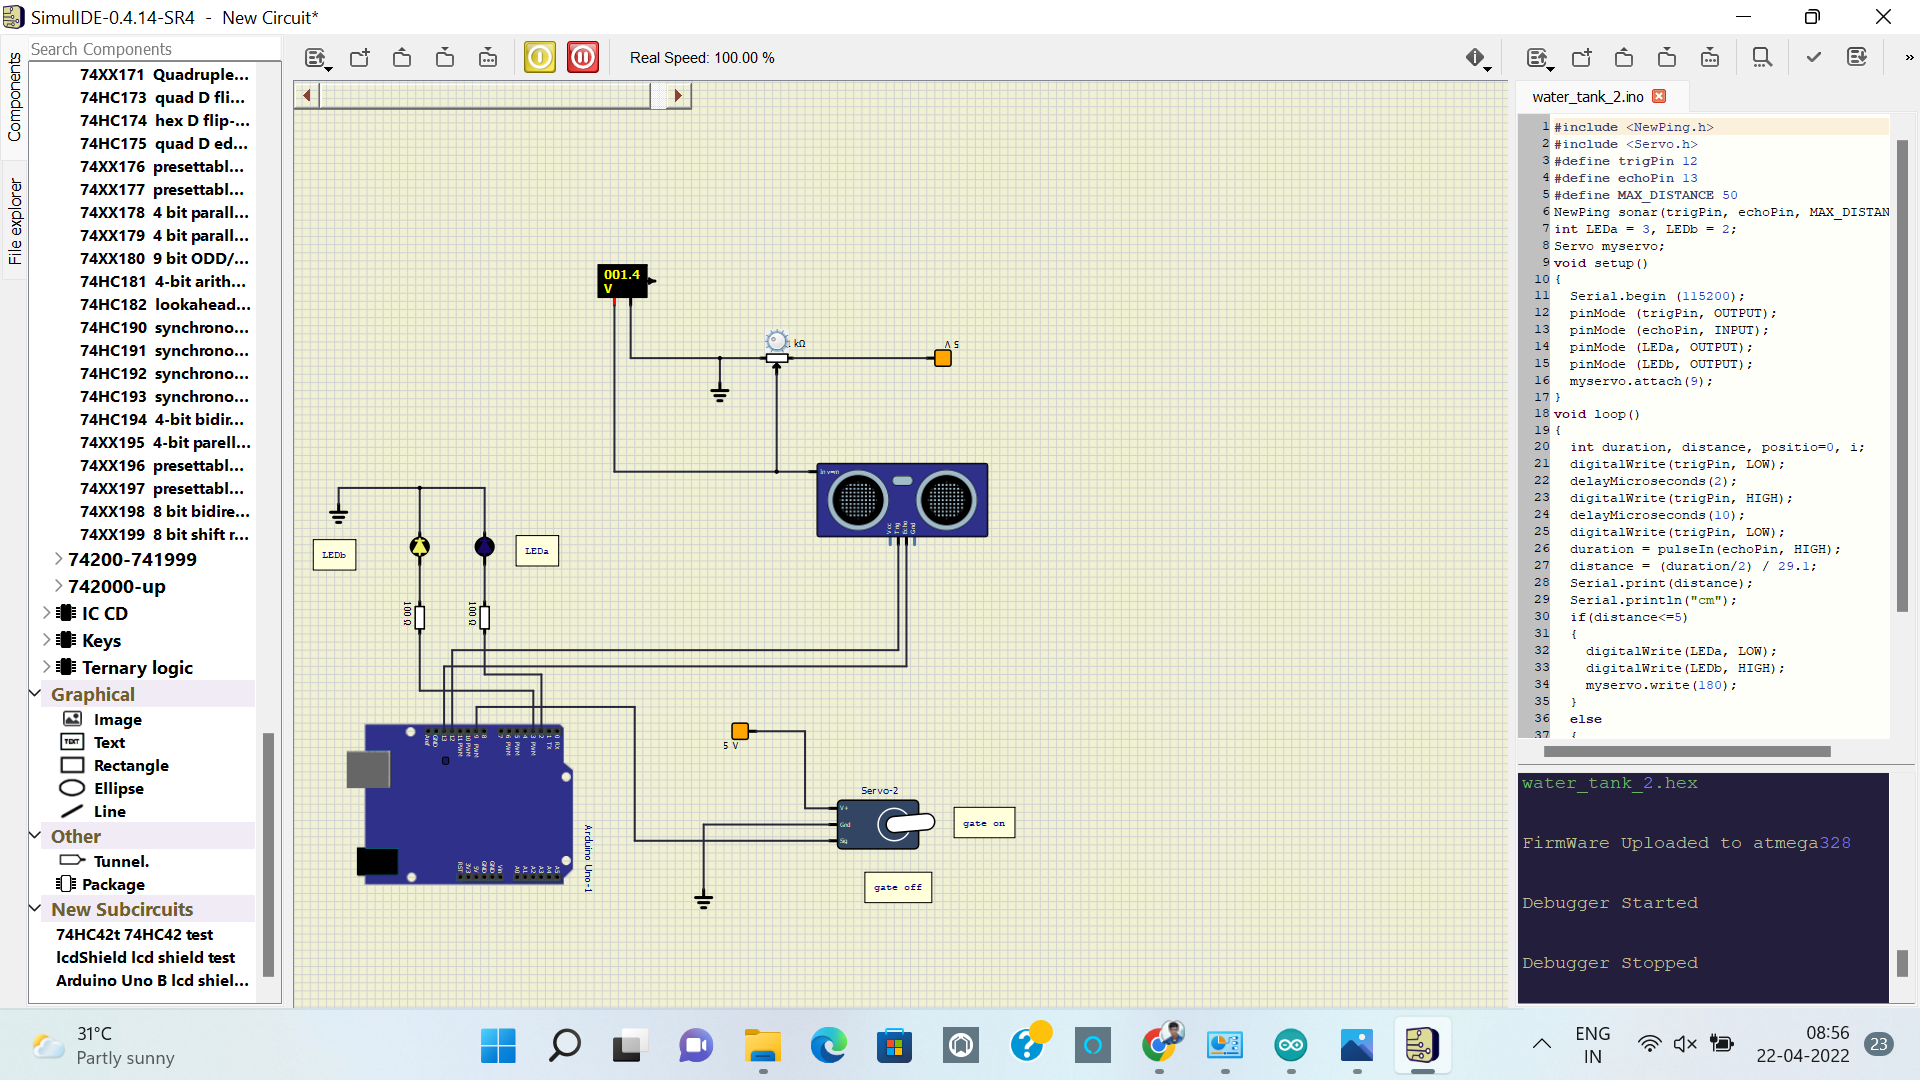 SimulIDE-0.4.14-SR4 - New Circuit*
Components
File explorer
Search Components
74XX171 Quadruple...
74HC173 quad D fli...
74HC174 hex D flip-...
74HC175 quad D ed...
74XX176 presettabl...
74XX177 presettabl...
74XX178 4 bit parall...
74XX179 4 bit parall...
74XX180 9 bit ODD/...
74HC181 4-bit arith...
74HC182 lookahead...
74HC190 synchrono...
74HC191 synchrono...
74HC192 synchrono...
74HC193 synchrono...
74HC194 4-bit bidir...
74XX195 4-bit parell...
74XX196 presettabl...
74XX197 presettabl...
74XX198 8 bit bidire...
74XX199 8 bit shift r...
74200-741999
742000-up
IC CD
Keys
Ternary logic
Graphical
Image
TEXT Text
Rectangle
Ellipse
Line
Other
Tunnel.
Package
New Subcircuits
74HC42t 74HC42 test
lcdShield lcd shield test
Arduino Uno B lcd shiel...
Real Speed: 100.00 %
001.4
V
kΩ
5 V
In v=m
Vcc
Trig
Echo
Gnd
LEDb
LEDa
100 Ω
100 Ω
Arduino Uno-1
5 V
Servo-2
V+
Gnd
Sig
gate on
gate off
»
water_tank_2.ino
1 #include <NewPing.h>
2 #include <Servo.h>
3 #define trigPin 12
4 #define echoPin 13
5 #define MAX_DISTANCE 50
6 NewPing sonar(trigPin, echoPin, MAX_DISTAN
7 int LEDa = 3, LEDb = 2;
8 Servo myservo;
9 void setup()
10 {
11 Serial.begin (115200);
12 pinMode (trigPin, OUTPUT);
13 pinMode (echoPin, INPUT);
14 pinMode (LEDa, OUTPUT);
15 pinMode (LEDb, OUTPUT);
16 myservo.attach(9);
17 }
18 void loop()
19 {
20 int duration, distance, positio=0, i;
21 digitalWrite(trigPin, LOW);
22 delayMicroseconds(2);
23 digitalWrite(trigPin, HIGH);
24 delayMicroseconds(10);
25 digitalWrite(trigPin, LOW);
26 duration = pulseIn(echoPin, HIGH);
27 distance = (duration/2) / 29.1;
28 Serial.print(distance);
29 Serial.println("cm");
30 if(distance<=5)
31 {
32 digitalWrite(LEDa, LOW);
33 digitalWrite(LEDb, HIGH);
34 myservo.write(180);
35 }
36 else
37 {
water_tank_2.hex
FirmWare Uploaded to atmega328
Debugger Started
Debugger Stopped
31°C
Partly sunny
ENG
IN
08:56
22-04-2022
23